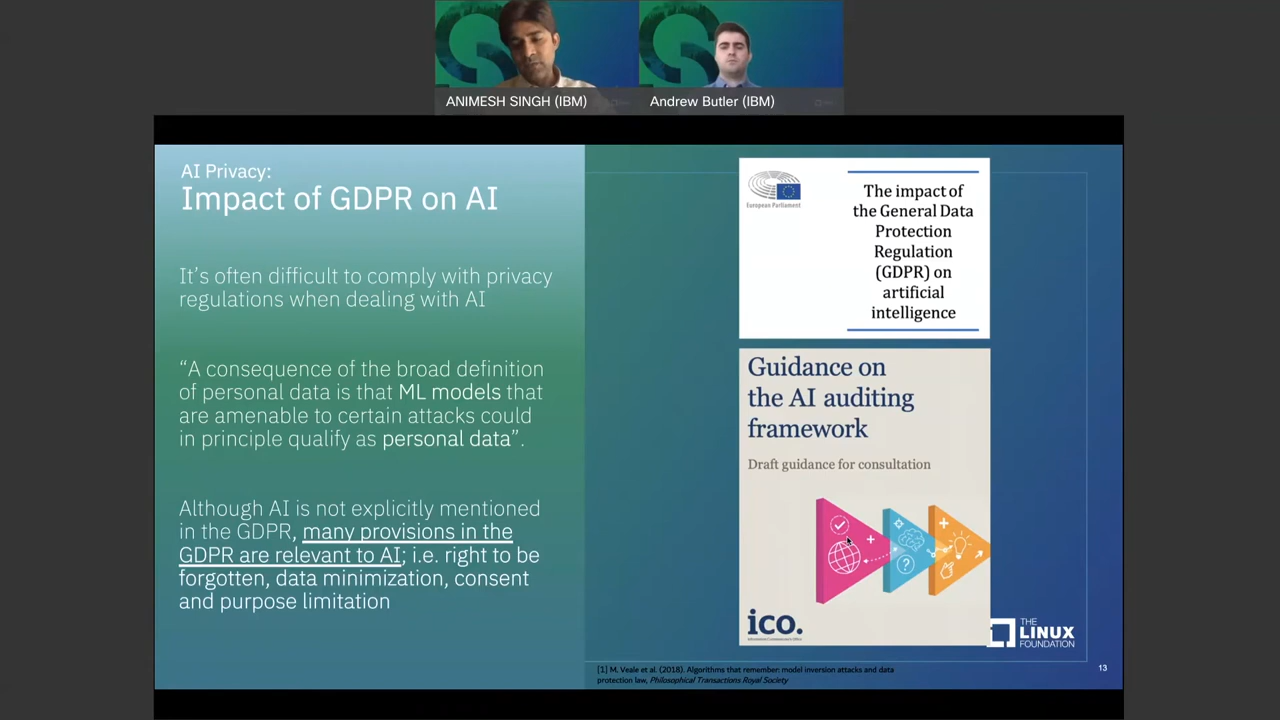 ANIMESH SINGH (IBM)
Andrew Butler (IBM)
AI Privacy:
Impact of GDPR on AI
It's often difficult to comply with privacy
regulations when dealing with AI
“A consequence of the broad definition
of personal data is that ML models that
are amenable to certain attacks could
in principle qualify as personal data”.
Although AI is not explicitly mentioned
in the GDPR, many provisions in the
GDPR are relevant to AI; i.e. right to be
forgotten, data minimization, consent
and purpose limitation
European Parliament
The impact of
the General Data
Protection
Regulation
(GDPR) on
artificial
intelligence
Guidance on
the AI auditing
framework
Draft guidance for consultation
ico.
Information Commissioner's Office
THE
LINUX
FOUNDATION
[1] M. Veale et al. (2018). Algorithms that remember: model inversion attacks and data
protection law, Philosophical Transactions Royal Society
13